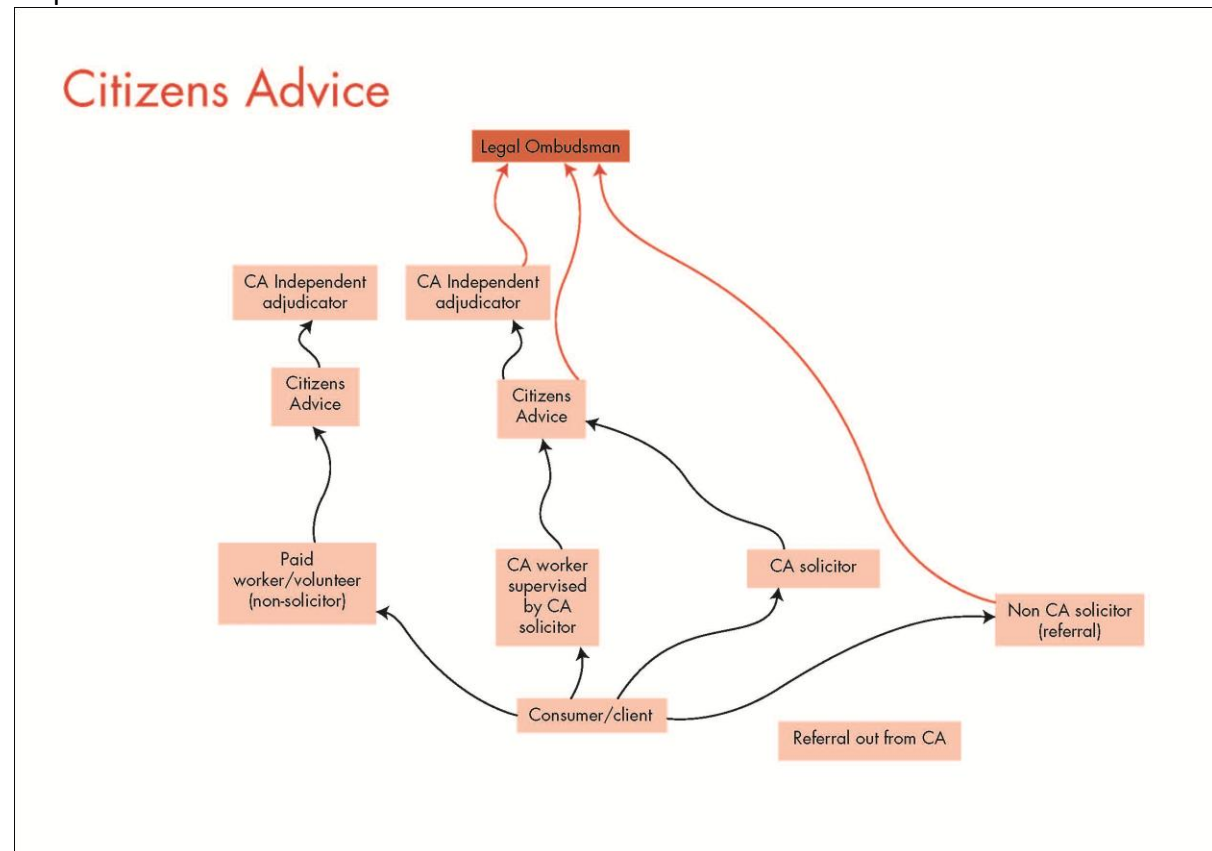 Citizens Advice
Legal Ombudsman
CA Independent
adjudicator
CA Independent
adjudicator
Citizens
Advice
Citizens
Advice
Paid
worker/volunteer
(non-solicitor)
CA worker
supervised
by CA
solicitor
CA solicitor
Non CA solicitor
(referral)
Consumer/client
Referral out from CA